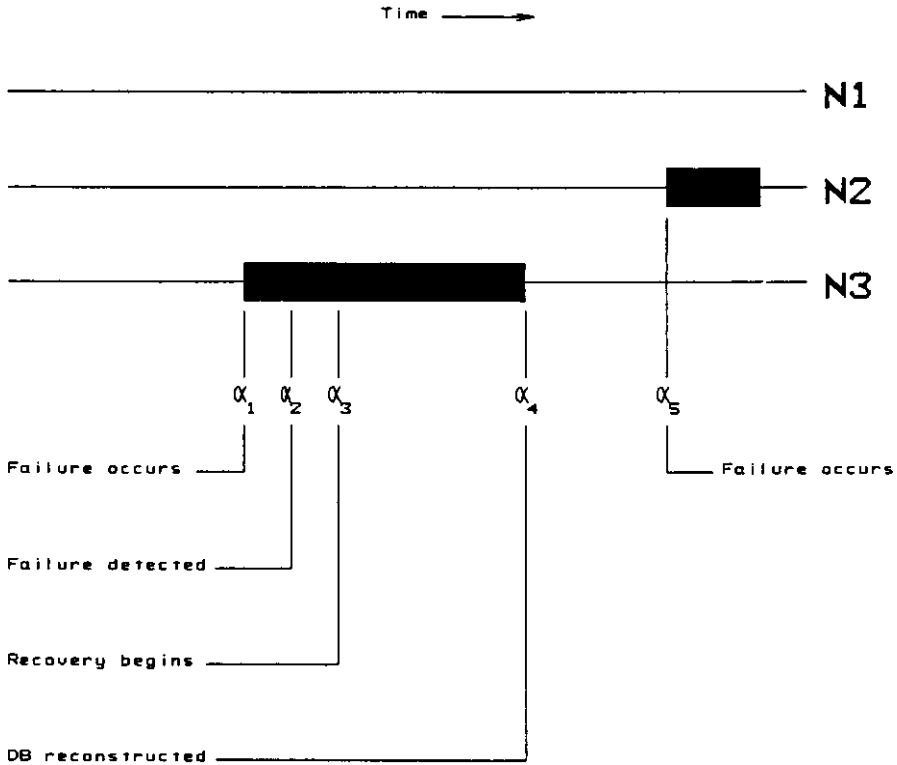 Time
N1
N2
N3
α1 α2 α3 α4 α5
Failure occurs
Failure occurs
Failure detected
Recovery begins
DB reconstructed